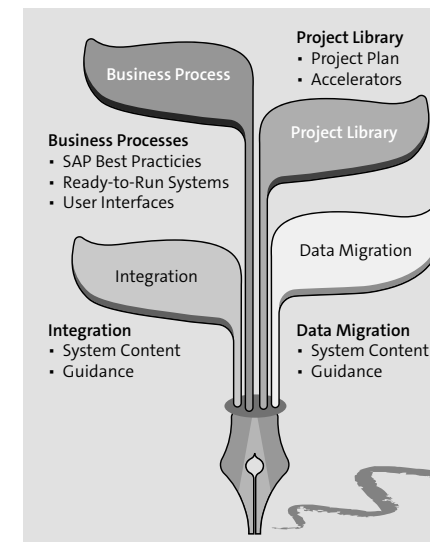 Business Process
Project Library
▪ Project Plan
▪ Accelerators
Project Library
Business Processes
▪ SAP Best Practicies
▪ Ready-to-Run Systems
▪ User Interfaces
Data Migration
Integration
Integration
▪ System Content
▪ Guidance
Data Migration
▪ System Content
▪ Guidance